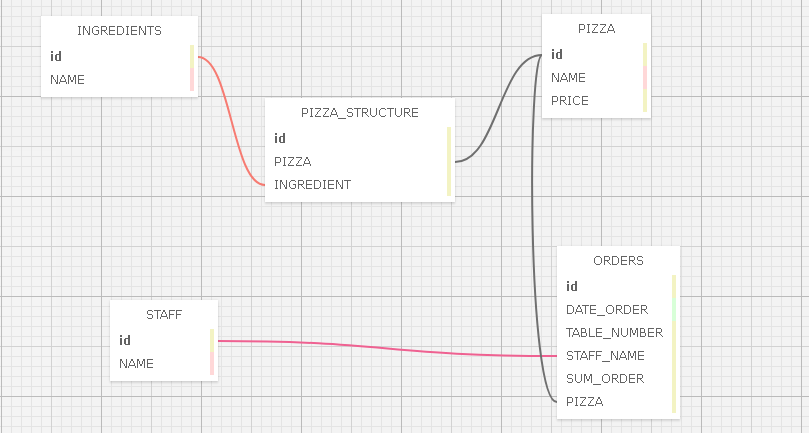 INGREDIENTS
id
NAME
PIZZA_STRUCTURE
id
PIZZA
INGREDIENT
PIZZA
id
NAME
PRICE
STAFF
id
NAME
ORDERS
id
DATE_ORDER
TABLE_NUMBER
STAFF_NAME
SUM_ORDER
PIZZA